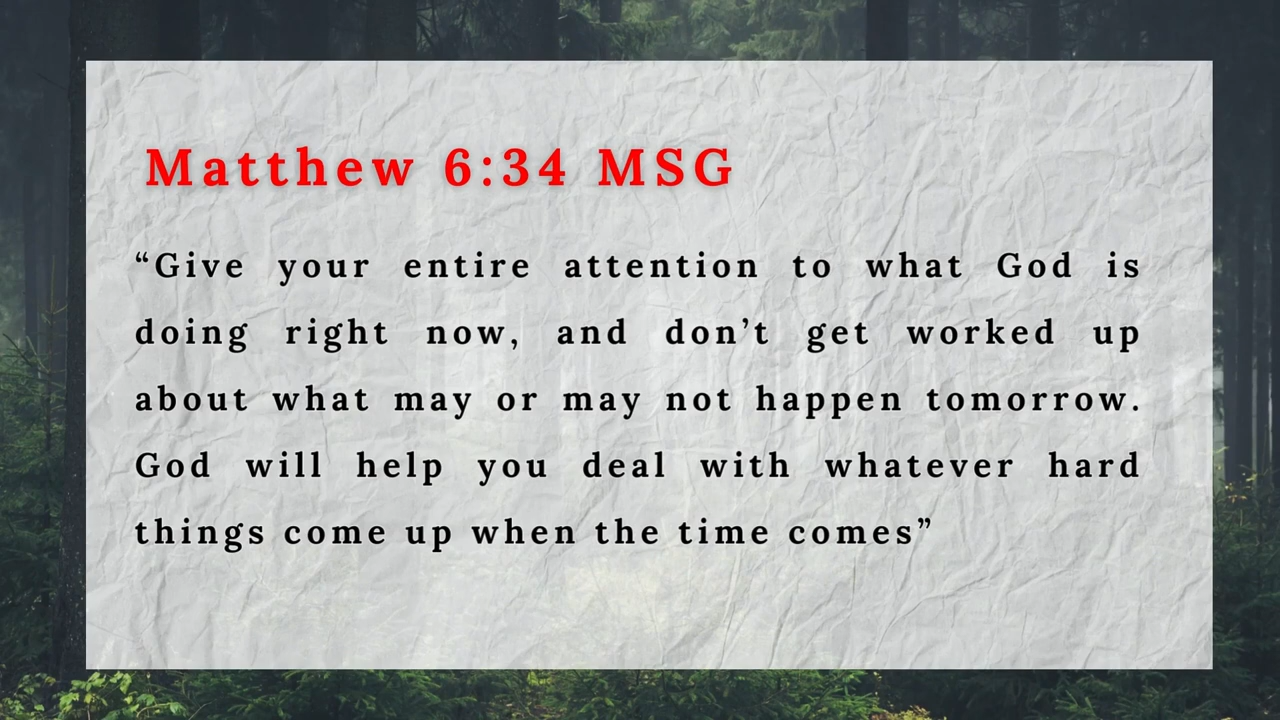 Matthew 6:34 MSG
“Give your entire attention to what God is
doing right now, and don’t get worked up
about what may or may not happen tomorrow.
God will help you deal with whatever hard
things come up when the time comes”